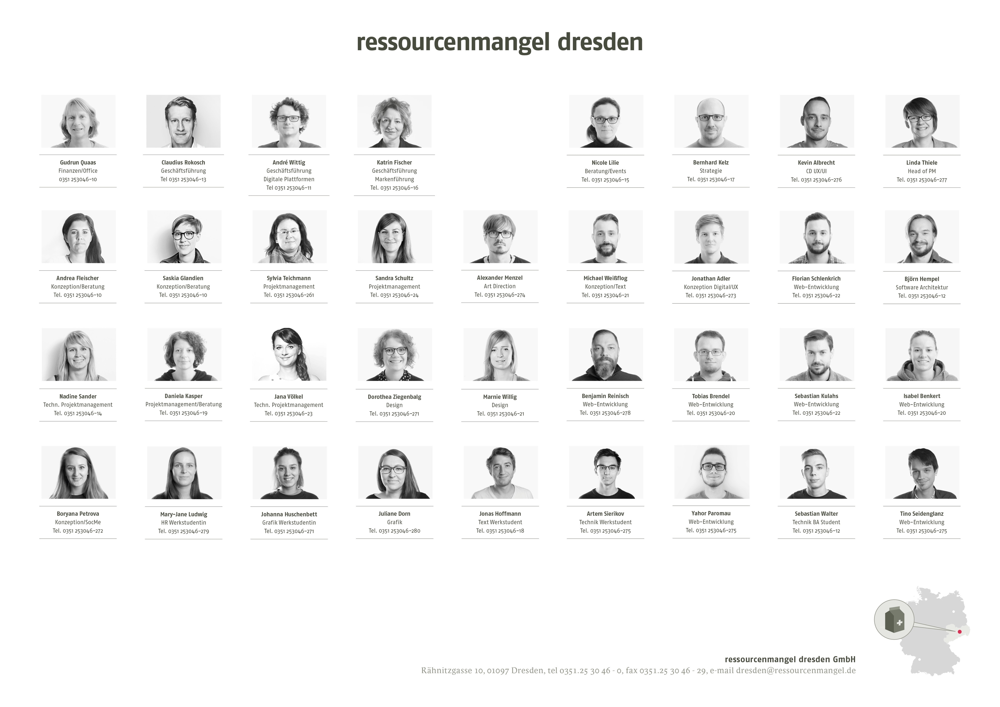 ressourcenmangel dresden
Gudrun Quaas
Finanzen/Office
0351 253046-10
Claudius Rokosch
Geschäftsführung
Tel 0351 253046-13
André Wittig
Geschäftsführung
Digitale Plattformen
Tel 0351 253046-11
Katrin Fischer
Geschäftsführung
Markenführung
Tel. 0351 253046-16
Nicole Lilie
Beratung/Events
Tel. 0351 253046-15
Bernhard Kelz
Strategie
Tel. 0351 253046-17
Kevin Albrecht
CD UX/UI
Tel. 0351 253046-276
Linda Thiele
Head of PM
Tel. 0351 253046-277
Andrea Fleischer
Konzeption/Beratung
Tel. 0351 253046-10
Saskia Glandien
Konzeption/Beratung
Tel. 0351 253046-10
Sylvia Teichmann
Projektmanagement
Tel. 0351 253046-261
Sandra Schultz
Projektmanagement
Tel. 0351 253046-24
Alexander Menzel
Art Direction
Tel. 0351 253046-274
Michael Weißflog
Konzeption/Text
Tel. 0351 253046-21
Jonathan Adler
Konzeption Digital/UX
Tel. 0351 253046-273
Florian Schlenkrich
Web-Entwicklung
Tel. 0351 253046-22
Björn Hempel
Software Architektur
Tel. 0351 253046-12
Nadine Sander
Techn. Projektmanagement
Tel. 0351 253046-14
Daniela Kasper
Projektmanagement/Beratung
Tel. 0351 253046-19
Jana Völkel
Techn. Projektmanagement
Tel. 0351 253046-23
Dorothea Ziegenbalg
Design
Tel. 0351 253046-271
Marnie Willig
Design
Tel. 0351 253046-21
Benjamin Reinisch
Web-Entwicklung
Tel. 0351 253046-278
Tobias Brendel
Web-Entwicklung
Tel. 0351 253046-20
Sebastian Kulahs
Web-Entwicklung
Tel. 0351 253046-22
Isabel Benkert
Web-Entwicklung
Tel. 0351 253046-20
Boryana Petrova
Konzeption/SocMe
Tel. 0351 253046-272
Mary-Jane Ludwig
HR Werkstudentin
Tel. 0351 253046-279
Johanna Huschenbett
Grafik Werkstudentin
Tel. 0351 253046-271
Juliane Dorn
Grafik
Tel. 0351 253046-280
Jonas Hoffmann
Text Werkstudent
Tel. 0351 253046-18
Artem Sierikov
Technik Werkstudent
Tel. 0351 253046-275
Yahor Paromau
Web-Entwicklung
Tel. 0351 253046-275
Sebastian Walter
Technik BA Student
Tel. 0351 253046-12
Tino Seidenglanz
Web-Entwicklung
Tel. 0351 253046-275
ressourcenmangel dresden GmbH
Rähnitzgasse 10, 01097 Dresden, tel 0351.25 30 46 - 0, fax 0351.25 30 46 - 29, e-mail dresden@ressourcenmangel.de